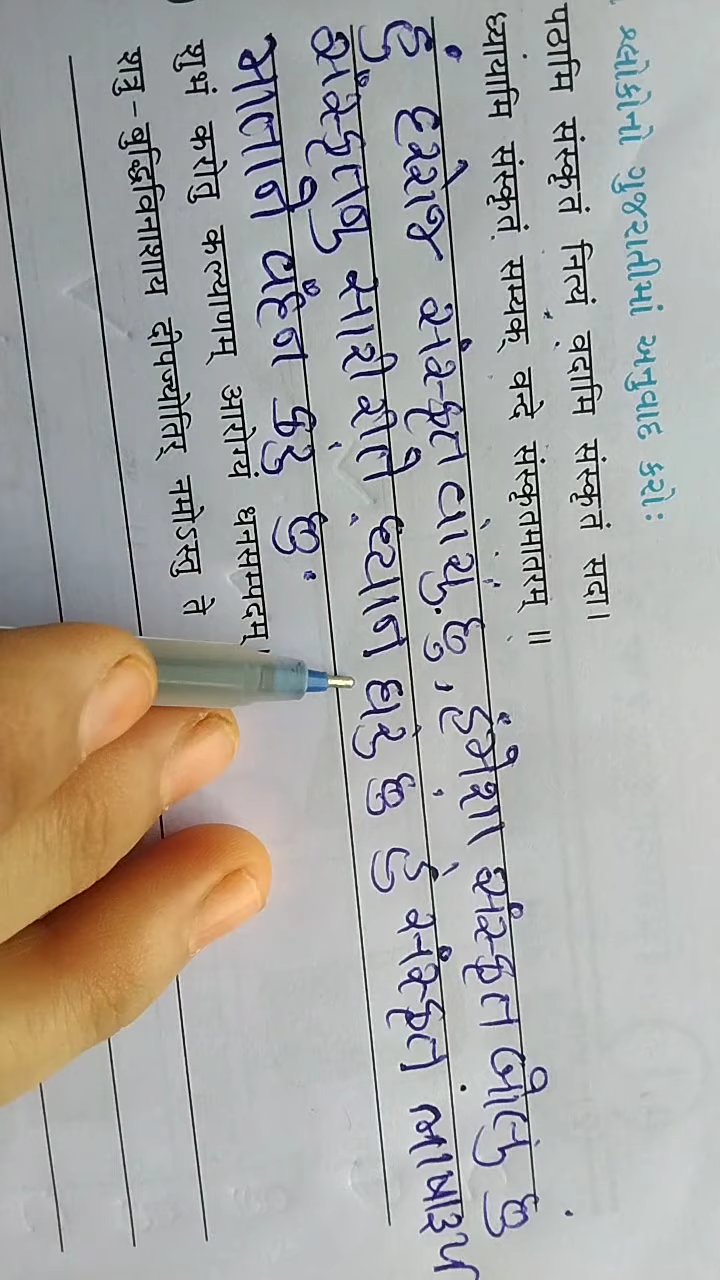 શ્લોકોનો ગુજરાતીમાં અનુવાદ કરો:
पठामि संस्कृतं नित्यं वदामि संस्कृतं सदा।
ध्यायामि संस्कृतं सम्यक् वन्दे संस्कृतमातरम् ॥
હું દરરોજ સંસ્કૃત વાંચું છુ, હંમેશા સંસ્કૃત બોલું છું
હું સંસ્કૃતનુ સારી રીતે ધ્યાન ધરું છુ હું સંસ્કૃત ભાષારૂપ
માતાને વંદન કરું છુ.
शुभं करोतु कल्याणम् आरोग्यं धनसम्पदम्
शत्रु-बुद्धिविनाशाय दीपज्योतिर् नमोऽस्तु ते